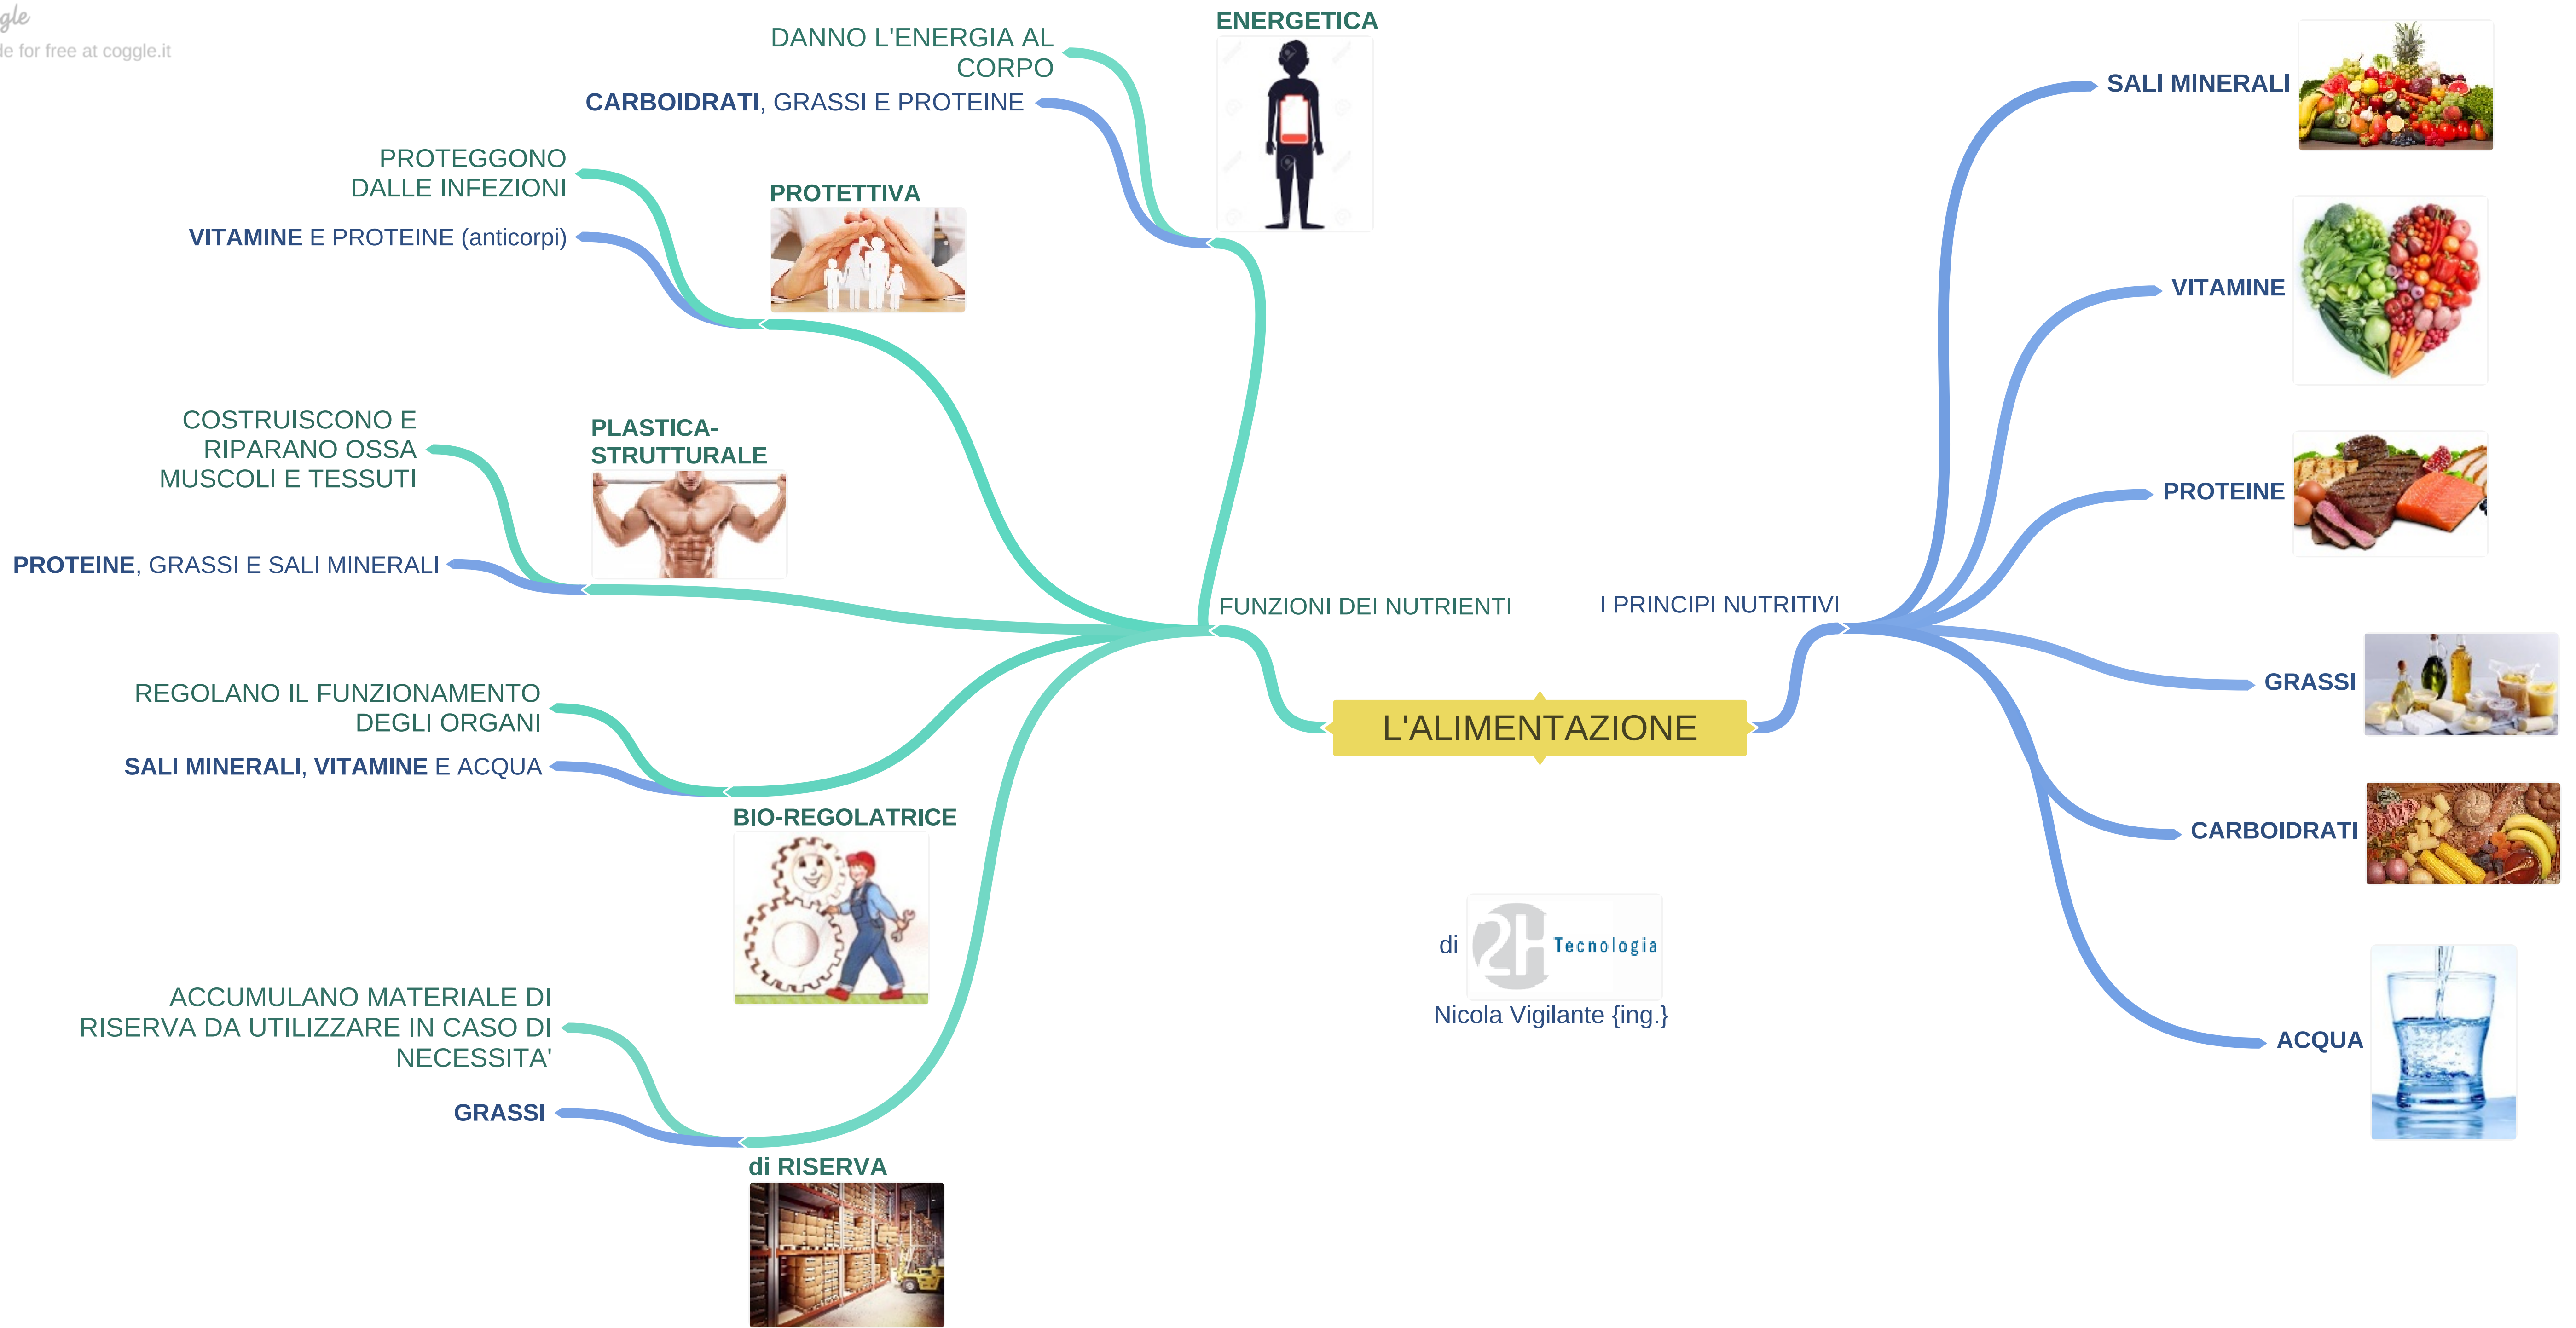 gle
de for free at coggle.it
ENERGETICA
DANNO L'ENERGIA AL
CORPO
CARBOIDRATI, GRASSI E PROTEINE
PROTEGGONO
DALLE INFEZIONI
VITAMINE E PROTEINE (anticorpi)
PROTETTIVA
COSTRUISCONO E
RIPARANO OSSA
MUSCOLI E TESSUTI
PROTEINE, GRASSI E SALI MINERALI
PLASTICA-
STRUTTURALE
FUNZIONI DEI NUTRIENTI
REGOLANO IL FUNZIONAMENTO
DEGLI ORGANI
SALI MINERALI, VITAMINE E ACQUA
BIO-REGOLATRICE
ACCUMULANO MATERIALE DI
RISERVA DA UTILIZZARE IN CASO DI
NECESSITA'
GRASSI
di RISERVA
L'ALIMENTAZIONE
di
2H Tecnologia
Nicola Vigilante {ing.}
I PRINCIPI NUTRITIVI
SALI MINERALI
VITAMINE
PROTEINE
GRASSI
CARBOIDRATI
ACQUA